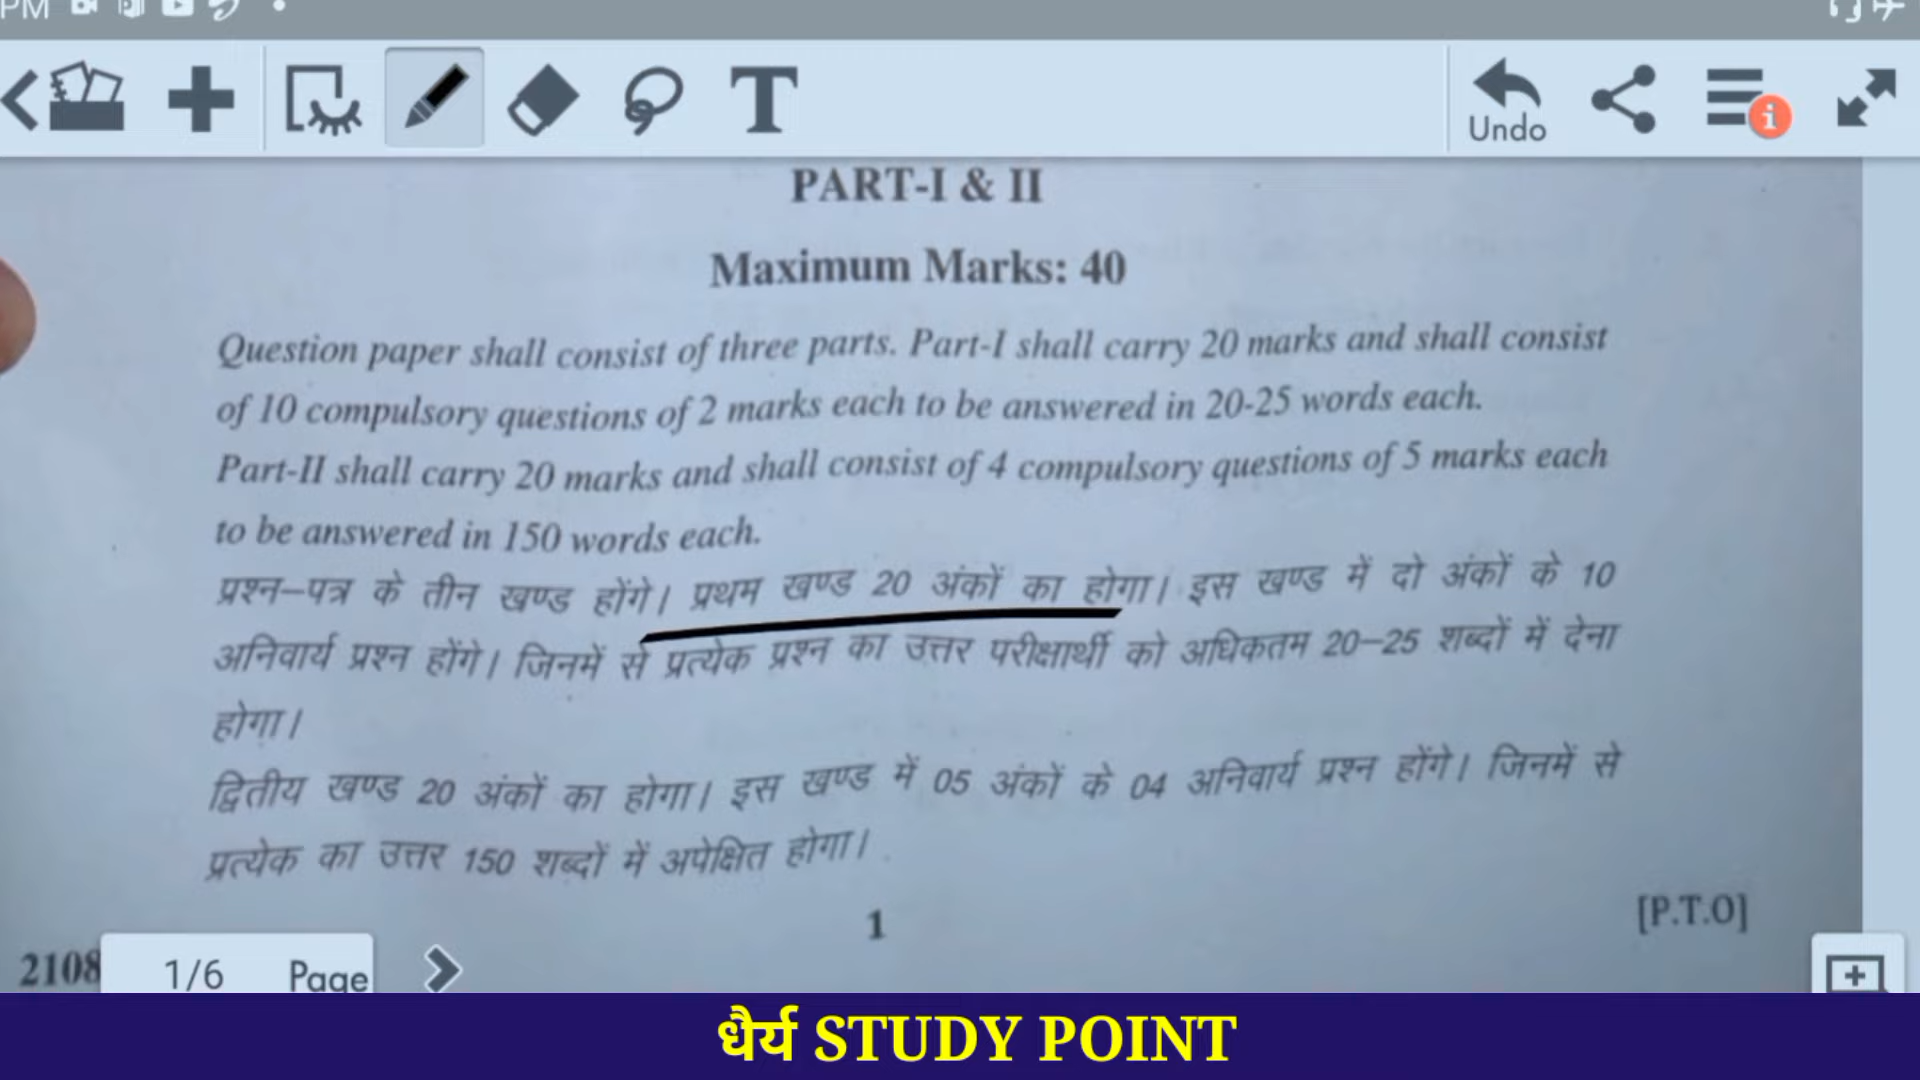 PM
Undo
PART-I & II
Maximum Marks: 40
Question paper shall consist of three parts. Part-I shall carry 20 marks and shall consist
of 10 compulsory questions of 2 marks each to be answered in 20-25 words each.
Part-II shall carry 20 marks and shall consist of 4 compulsory questions of 5 marks each
to be answered in 150 words each.
प्रश्न–पत्र के तीन खण्ड होंगे। प्रथम खण्ड 20 अंकों का होगा। इस खण्ड में दो अंकों के 10
अनिवार्य प्रश्न होंगे। जिनमें से प्रत्येक प्रश्न का उत्तर परीक्षार्थी को अधिकतम 20–25 शब्दों में देना
होगा।
द्वितीय खण्ड 20 अंकों का होगा। इस खण्ड में 05 अंकों के 04 अनिवार्य प्रश्न होंगे। जिनमें से
प्रत्येक का उत्तर 150 शब्दों में अपेक्षित होगा।
1
[P.T.O]
2108
1/6 Page
धैर्य STUDY POINT